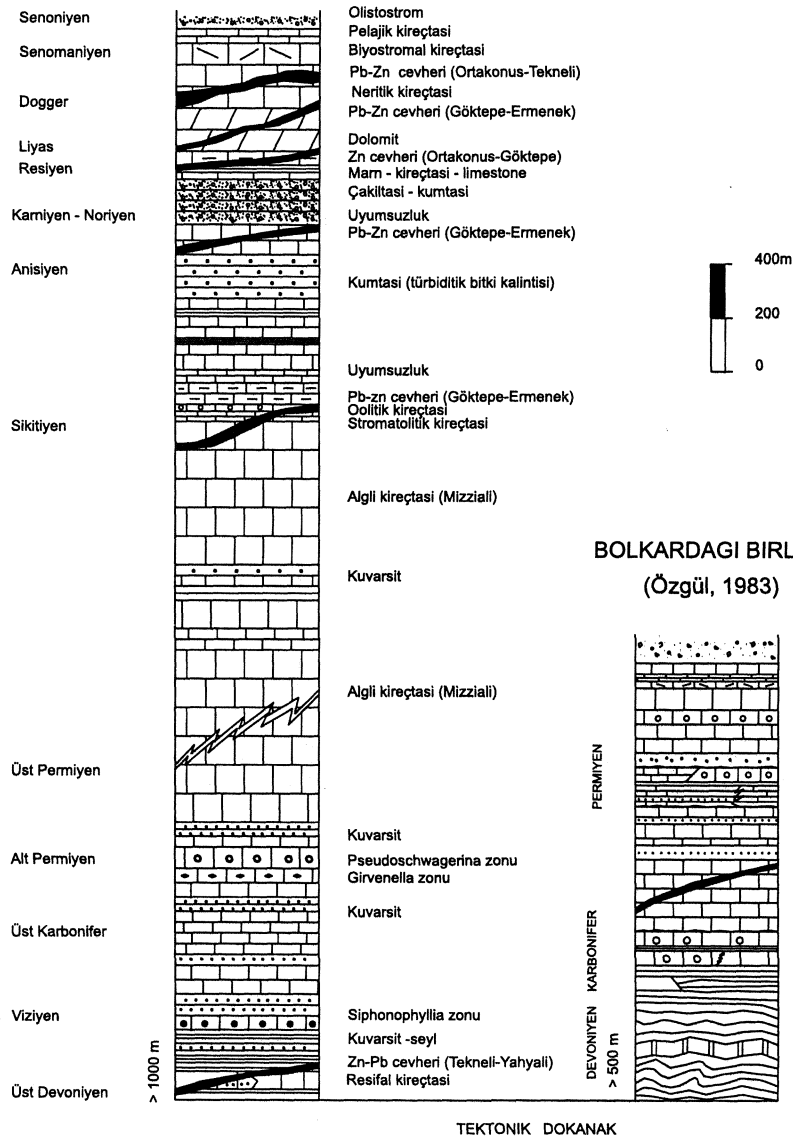 Senoniyen
Senomaniyen
Dogger
Liyas
Resiyen
Karniyen - Noriyen
Anisiyen
Sikitiyen
Üst Permiyen
Alt Permiyen
Üst Karbonifer
Viziyen
Üst Devoniyen
> 1000 m
Olistostrom
Pelajik kireçtasi
Biyostromal kireçtasi
Pb-Zn cevheri (Ortakonus-Tekneli)
Neritik kireçtasi
Pb-Zn cevheri (Göktepe-Ermenek)
Dolomit
Zn cevheri (Ortakonus-Göktepe)
Marn - kireçtasi - limestone
Çakiltasi - kumtasi
Uyumsuzluk
Pb-Zn cevheri (Göktepe-Ermenek)
Kumtasi (türbiditik bitki kalintisi)
Uyumsuzluk
Pb-zn cevheri (Göktepe-Ermenek)
Oolitik kireçtasi
Stromatolitik kireçtasi
Algli kireçtasi (Mizziali)
Kuvarsit
Algli kireçtasi (Mizziali)
Kuvarsit
Pseudoschwagerina zonu
Girvenella zonu
Kuvarsit
Siphonophyllia zonu
Kuvarsit -seyl
Zn-Pb cevheri (Tekneli-Yahyali)
Resifal kireçtasi
400m
200
0
BOLKARDAGI BIRL
(Özgül, 1983)
PERMIYEN
KARBONIFER
DEVONIYEN
> 500 m
TEKTONIK DOKANAK